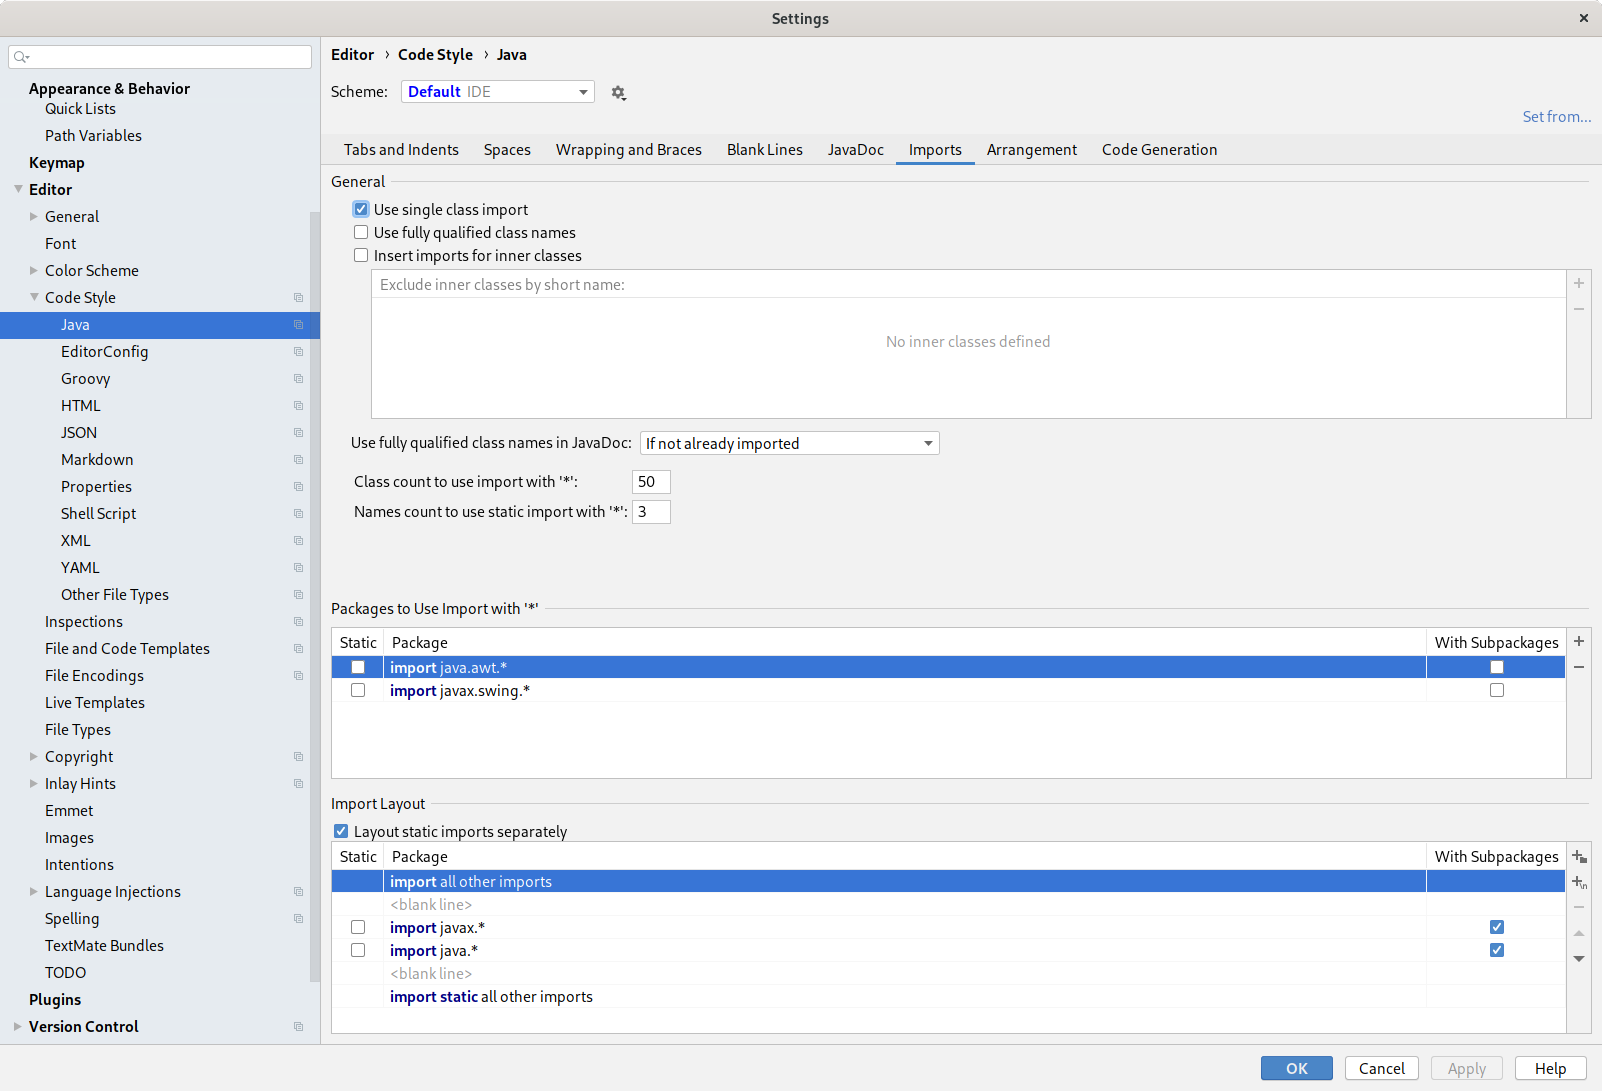 Settings
Appearance & Behavior
Quick Lists
Path Variables
Keymap
Editor
General
Font
Color Scheme
Code Style
Java
EditorConfig
Groovy
HTML
JSON
Markdown
Properties
Shell Script
XML
YAML
Other File Types
Inspections
File and Code Templates
File Encodings
Live Templates
File Types
Copyright
Inlay Hints
Emmet
Images
Intentions
Language Injections
Spelling
TextMate Bundles
TODO
Plugins
Version Control
Editor › Code Style › Java
Scheme: Default IDE
Set from...
Tabs and Indents Spaces Wrapping and Braces Blank Lines JavaDoc Imports Arrangement Code Generation
General
Use single class import
Use fully qualified class names
Insert imports for inner classes
Exclude inner classes by short name:
No inner classes defined
Use fully qualified class names in JavaDoc: If not already imported
Class count to use import with '*': 50
Names count to use static import with '*': 3
Packages to Use Import with '*'
Static Package With Subpackages
import java.awt.*
import javax.swing.*
Import Layout
Layout static imports separately
Static Package With Subpackages
import all other imports
<blank line>
import javax.*
import java.*
<blank line>
import static all other imports
OK Cancel Apply Help